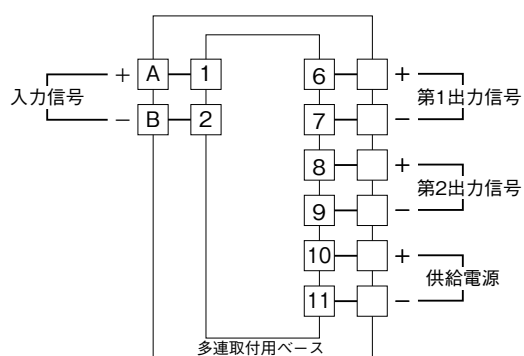 + A 1
入力信号
− B 2
6 +
第1出力信号
7 −
8 +
第2出力信号
9 −
10 +
供給電源
11 −
多連取付用ベース